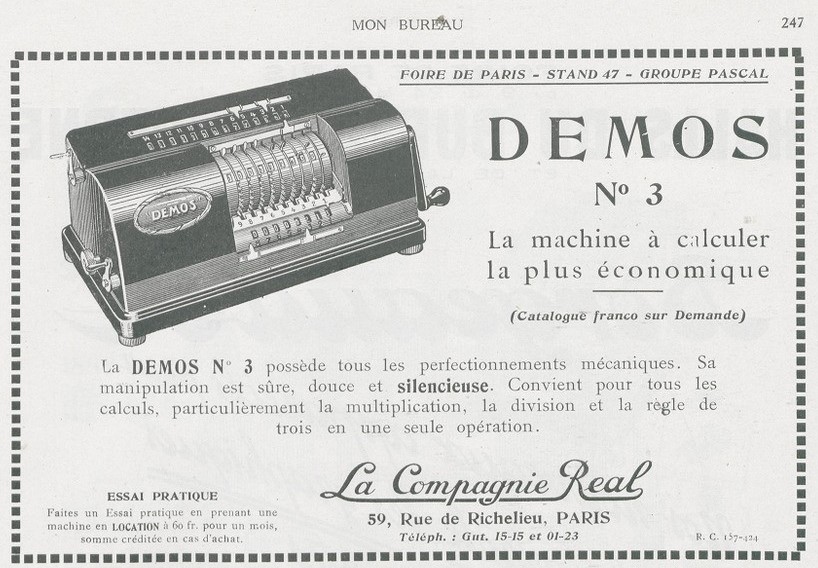 MON BUREAU
247
FOIRE DE PARIS - STAND 47 - GROUPE PASCAL
DEMOS
DEMOS
Nº 3
La machine à calculer
la plus économique
(Catalogue franco sur Demande)
La DEMOS Nº 3 possède tous les perfectionnements mécaniques. Sa
manipulation est sûre, douce et silencieuse. Convient pour tous les
calculs, particulièrement la multiplication, la division et la règle de
trois en une seule opération.
ESSAI PRATIQUE
Faites un Essai pratique en prenant une
machine en LOCATION à 60 fr. pour un mois,
somme créditée en cas d'achat.
La Compagnie Real
59, Rue de Richelieu, PARIS
Téléph. : Gut. 15-15 et 01-23
R. C. 157-424